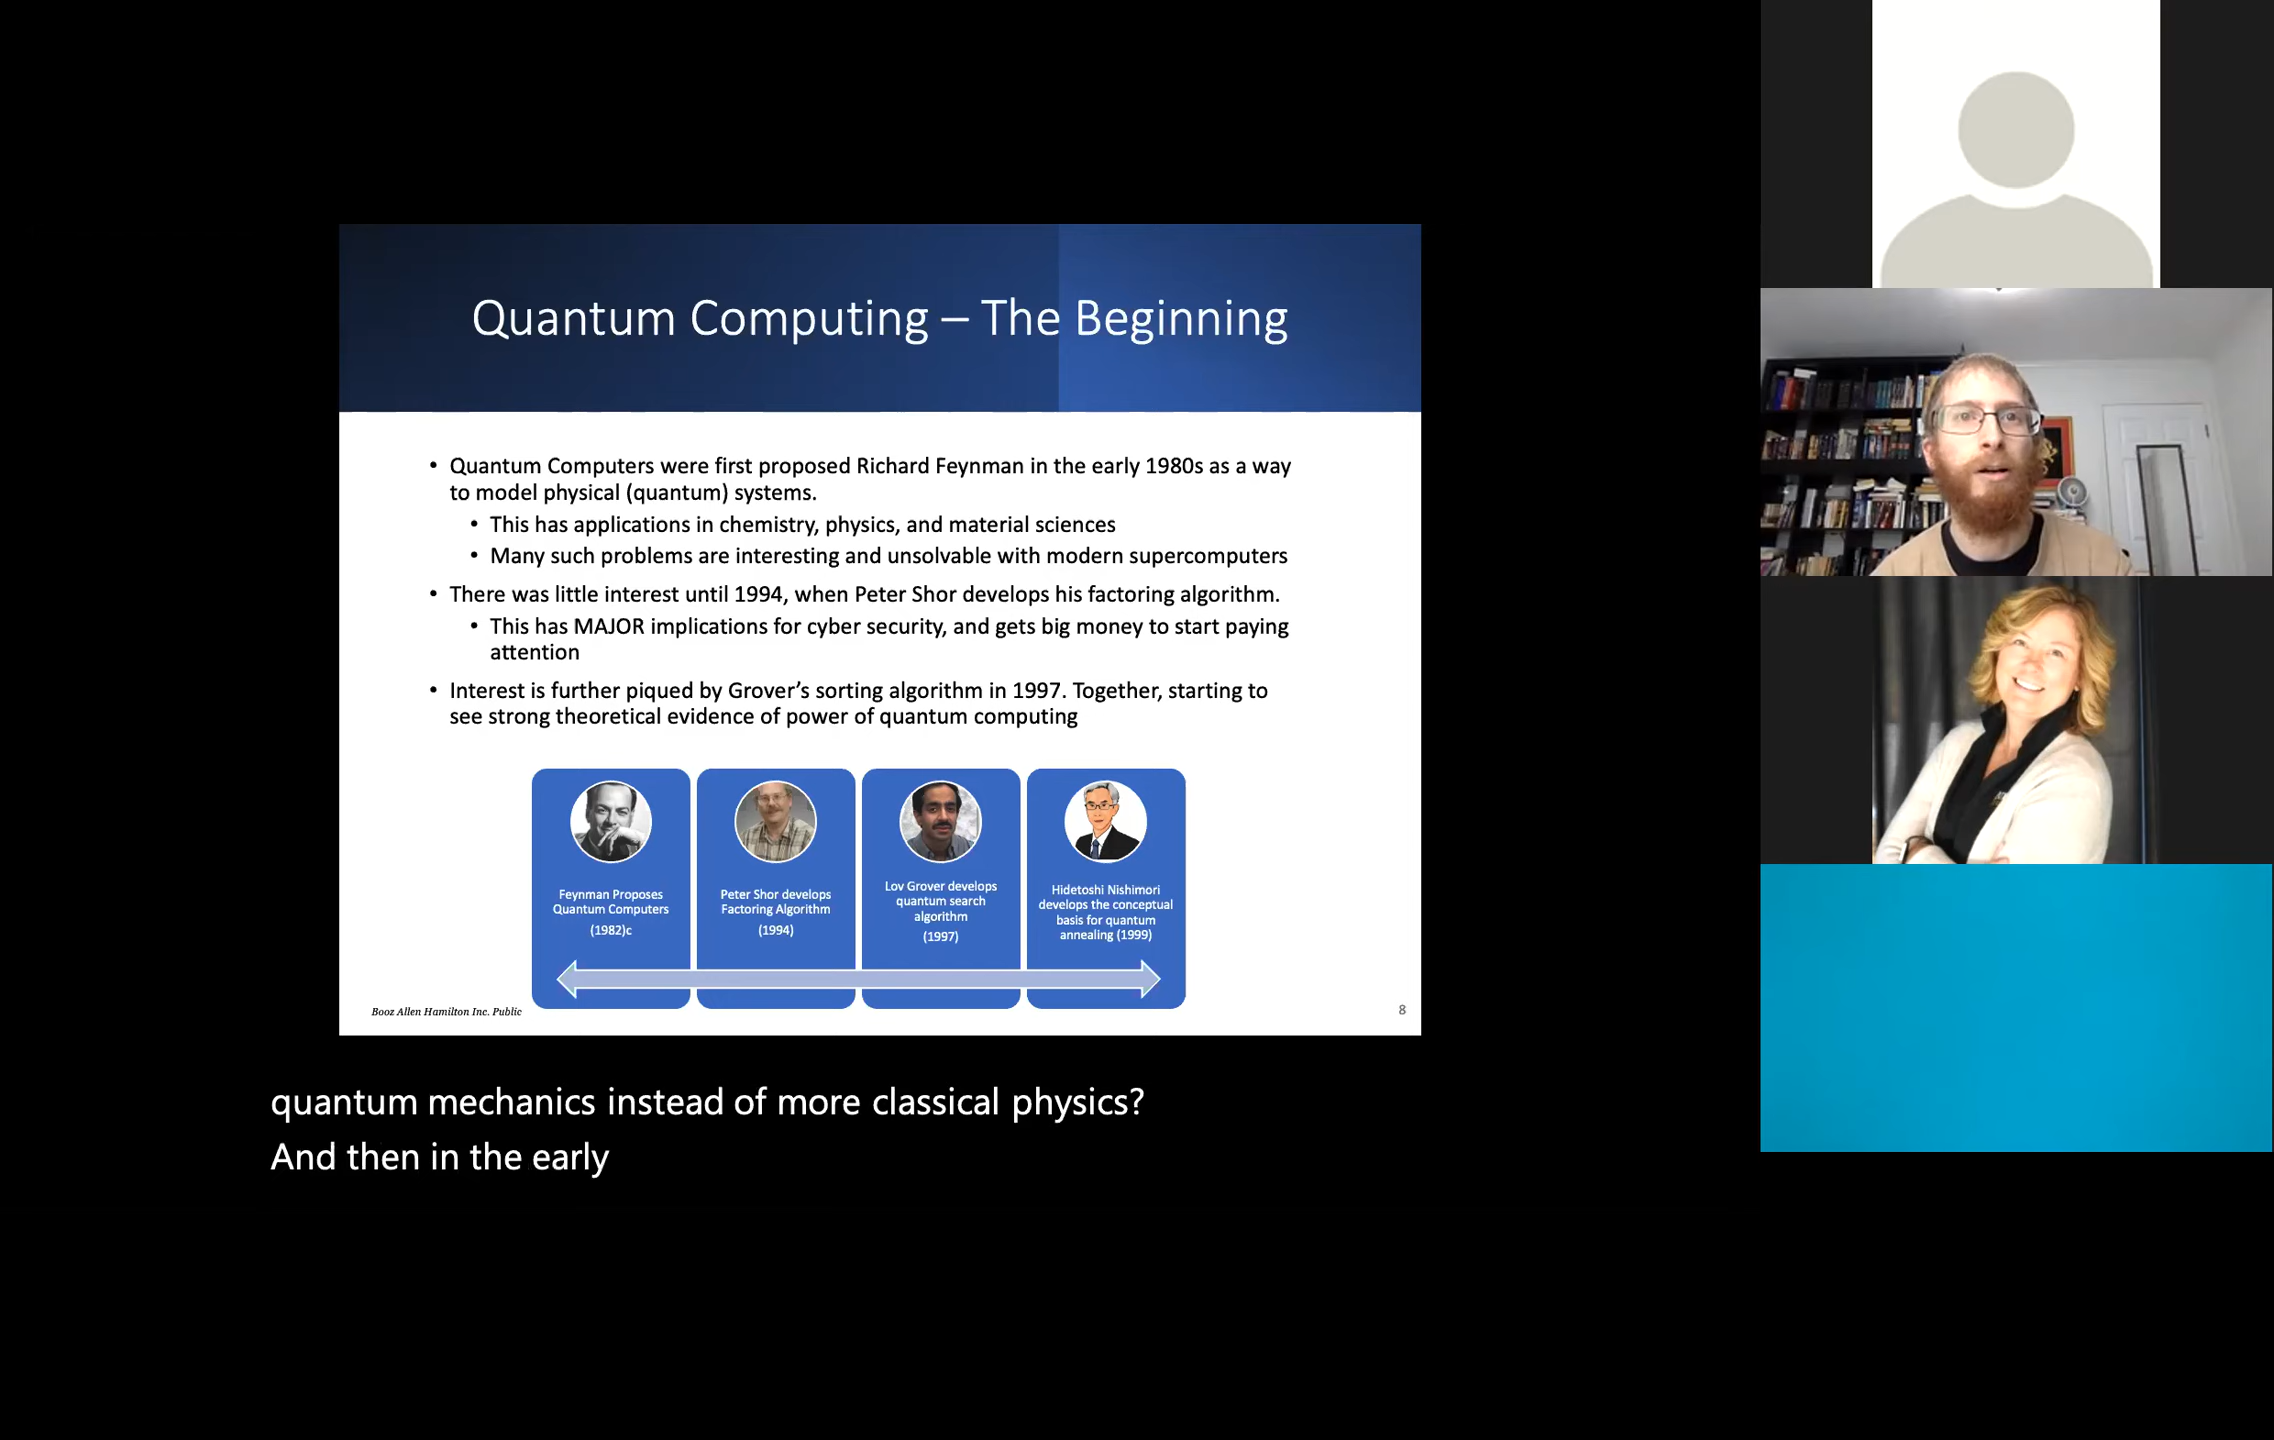 Quantum Computing – The Beginning
• Quantum Computers were first proposed Richard Feynman in the early 1980s as a way
to model physical (quantum) systems.
• This has applications in chemistry, physics, and material sciences
• Many such problems are interesting and unsolvable with modern supercomputers
• There was little interest until 1994, when Peter Shor develops his factoring algorithm.
• This has MAJOR implications for cyber security, and gets big money to start paying
attention
• Interest is further piqued by Grover’s sorting algorithm in 1997. Together, starting to
see strong theoretical evidence of power of quantum computing
Feynman Proposes
Quantum Computers
(1982)c
Peter Shor develops
Factoring Algorithm
(1994)
Lov Grover develops
quantum search
algorithm
(1997)
Hidetoshi Nishimori
develops the conceptual
basis for quantum
annealing (1999)
Booz Allen Hamilton Inc. Public
8
quantum mechanics instead of more classical physics?
And then in the early